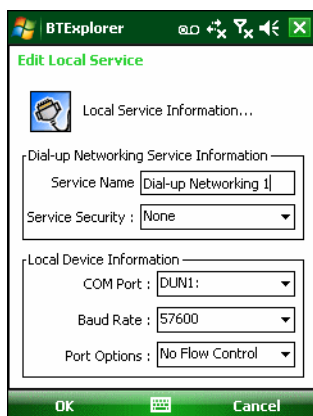 BTExplorer
Edit Local Service
Local Service Information...
Dial-up Networking Service Information
Service Name Dial-up Networking 1
Service Security : None
Local Device Information
COM Port : DUN1:
Baud Rate : 57600
Port Options : No Flow Control
OK Cancel